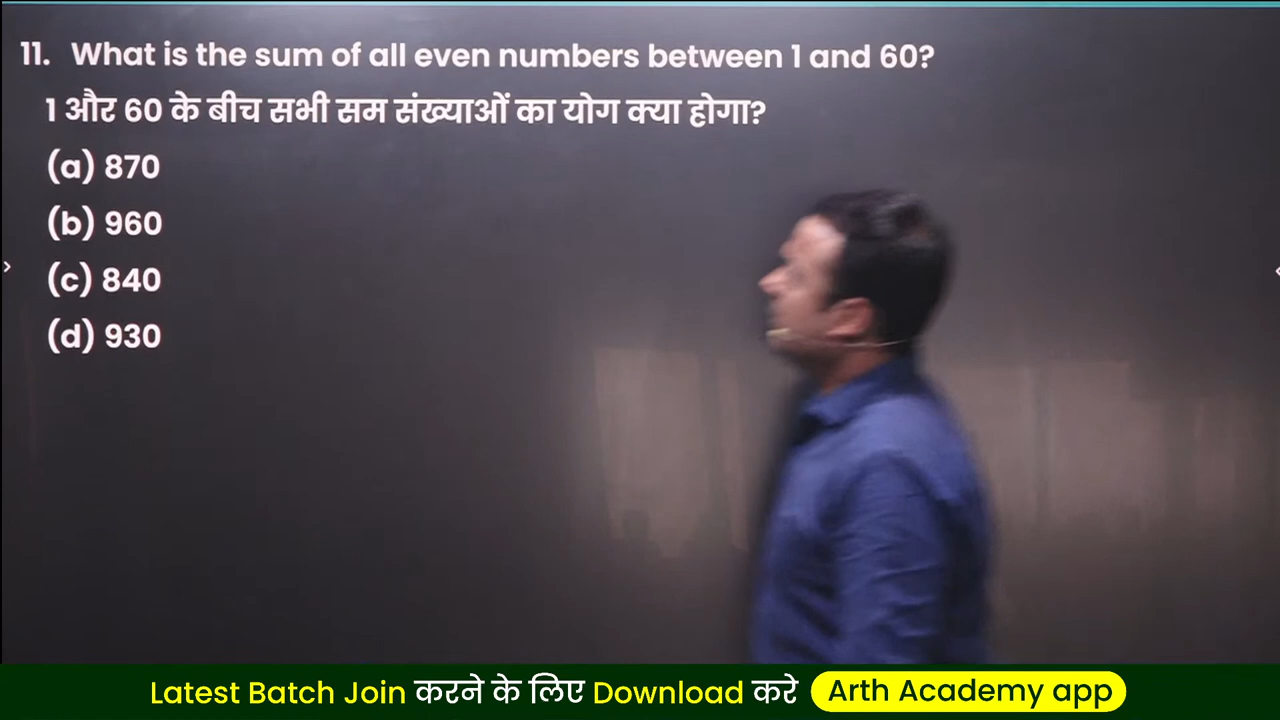 11. What is the sum of all even numbers between 1 and 60?
1 और 60 के बीच सभी सम संख्याओं का योग क्या होगा?
(a) 870
(b) 960
(c) 840
(d) 930
Latest Batch Join करने के लिए Download करे Arth Academy app